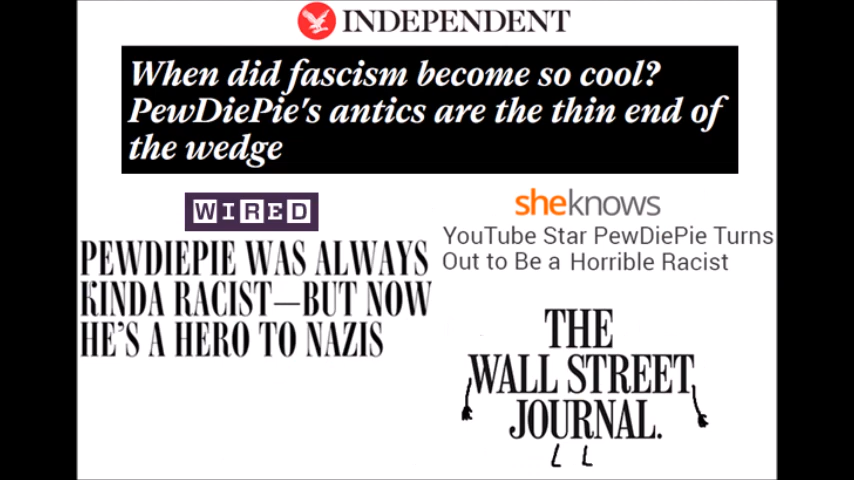 INDEPENDENT
When did fascism become so cool?
PewDiePie's antics are the thin end of
the wedge
WIRED
PEWDIEPIE WAS ALWAYS
KINDA RACIST—BUT NOW
HE'S A HERO TO NAZIS
sheknows
YouTube Star PewDiePie Turns
Out to Be a Horrible Racist
THE
WALL STREET
JOURNAL.